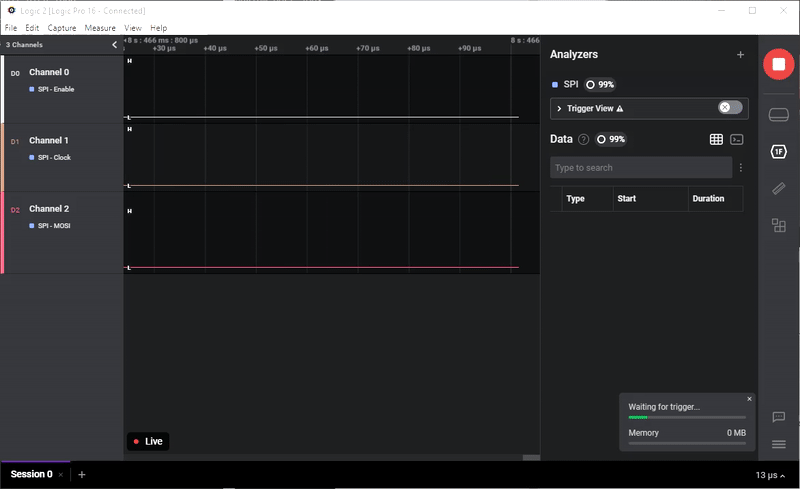 Logic 2 [Logic Pro 16 - Connected]
File Edit Capture Measure View Help
3 Channels
+8 s : 466 ms : 800 µs
8 s : 466
+30 µs +40 µs +50 µs +60 µs +70 µs +80 µs +90 µs
D0 Channel 0
SPI - Enable
H
L
D1 Channel 1
SPI - Clock
H
L
D2 Channel 2
SPI - MOSI
H
L
Live
Analyzers +
SPI 99%
Trigger View
Data ? 99%
Type to search
Type Start Duration
1F
Waiting for trigger...
Memory 0 MB
Session 0 × +
13 µs